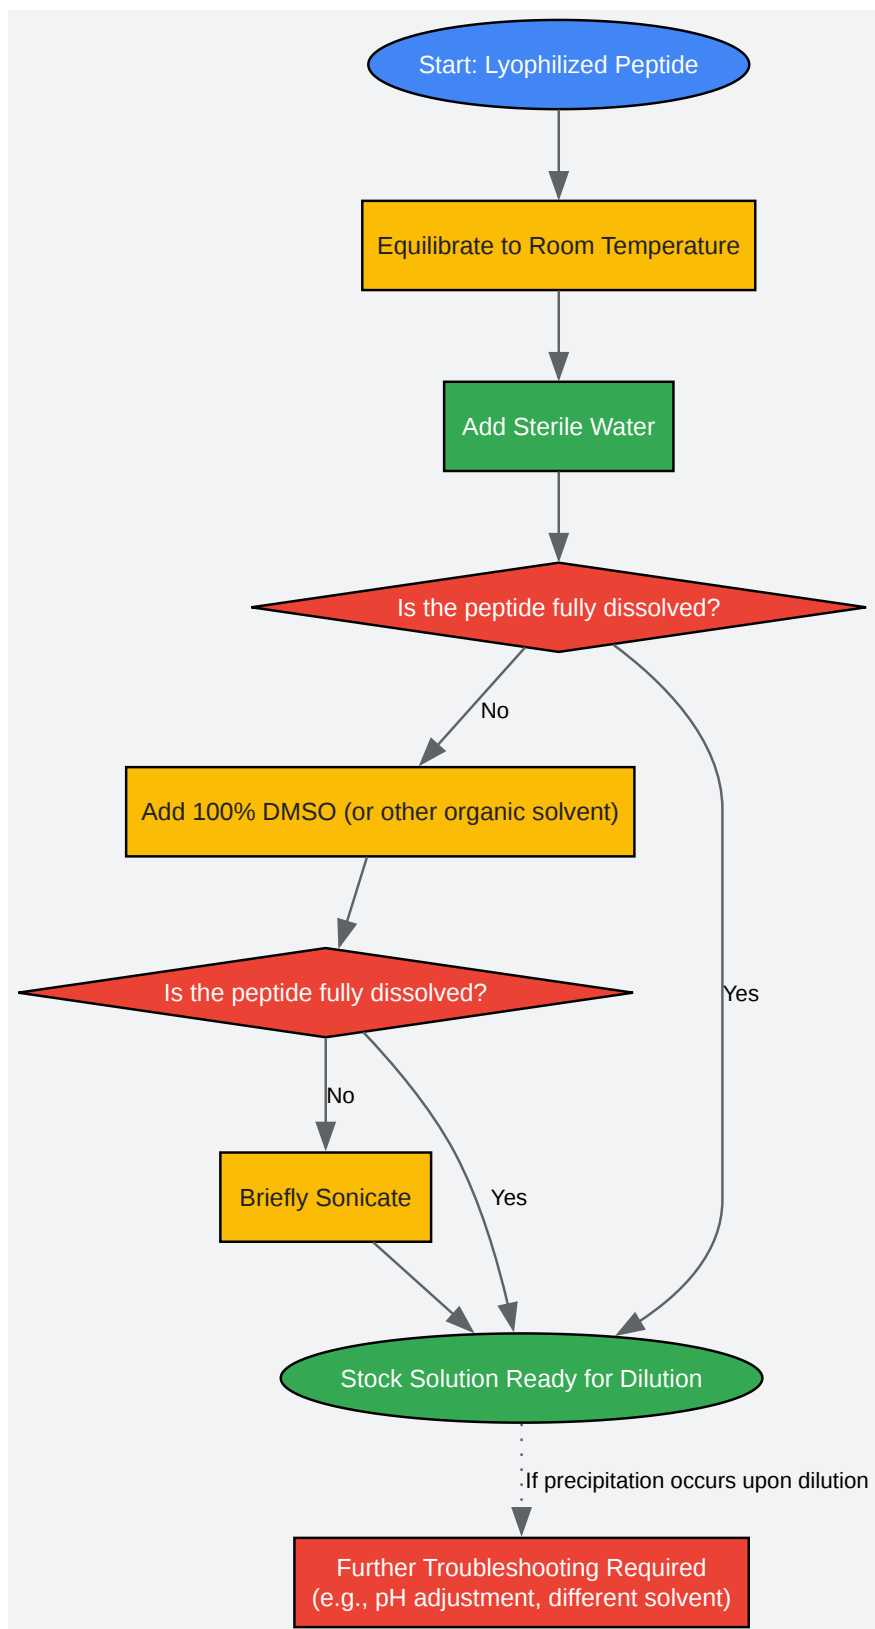 Start: Lyophilized Peptide
Equilibrate to Room Temperature
Add Sterile Water
Is the peptide fully dissolved?
No
Add 100% DMSO (or other organic solvent)
Is the peptide fully dissolved?
Yes
No
Briefly Sonicate
Yes
Stock Solution Ready for Dilution
If precipitation occurs upon dilution
Further Troubleshooting Required
(e.g., pH adjustment, different solvent)